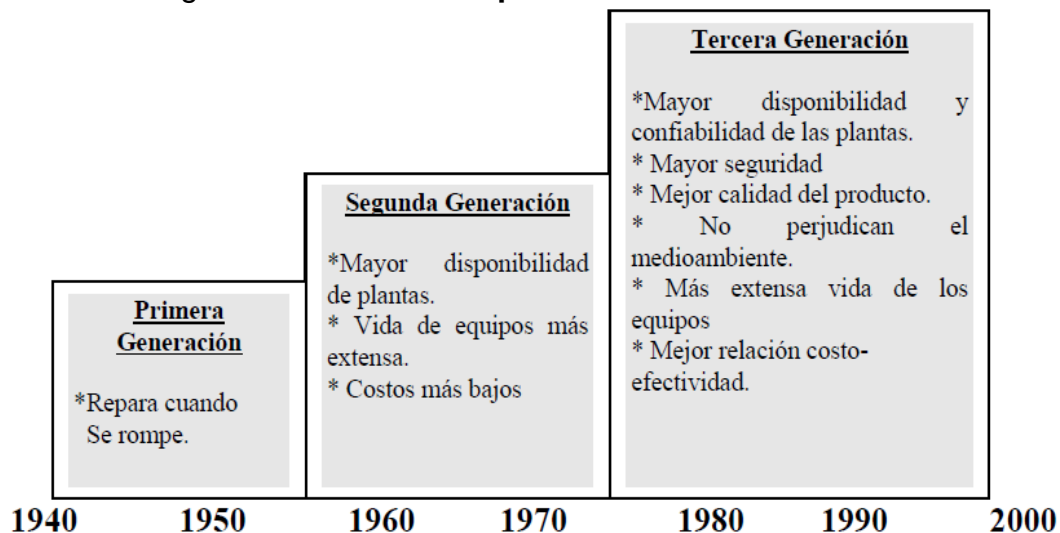 Primera
Generación
*Repara cuando
Se rompe.
Segunda Generación
*Mayor disponibilidad
de plantas.
* Vida de equipos más
extensa.
* Costos más bajos
Tercera Generación
*Mayor disponibilidad y
confiabilidad de las plantas.
* Mayor seguridad
* Mejor calidad del producto.
* No perjudican el
medioambiente.
* Más extensa vida de los
equipos
* Mejor relación costo-
efectividad.
1940 1950 1960 1970 1980 1990 2000